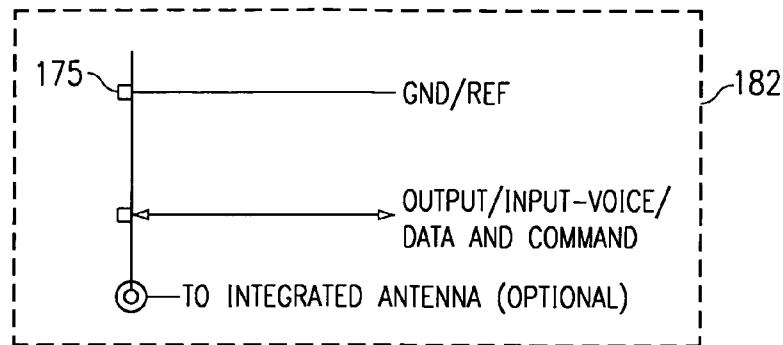 175
GND/REF
182
OUTPUT/INPUT-VOICE/
DATA AND COMMAND
TO INTEGRATED ANTENNA (OPTIONAL)